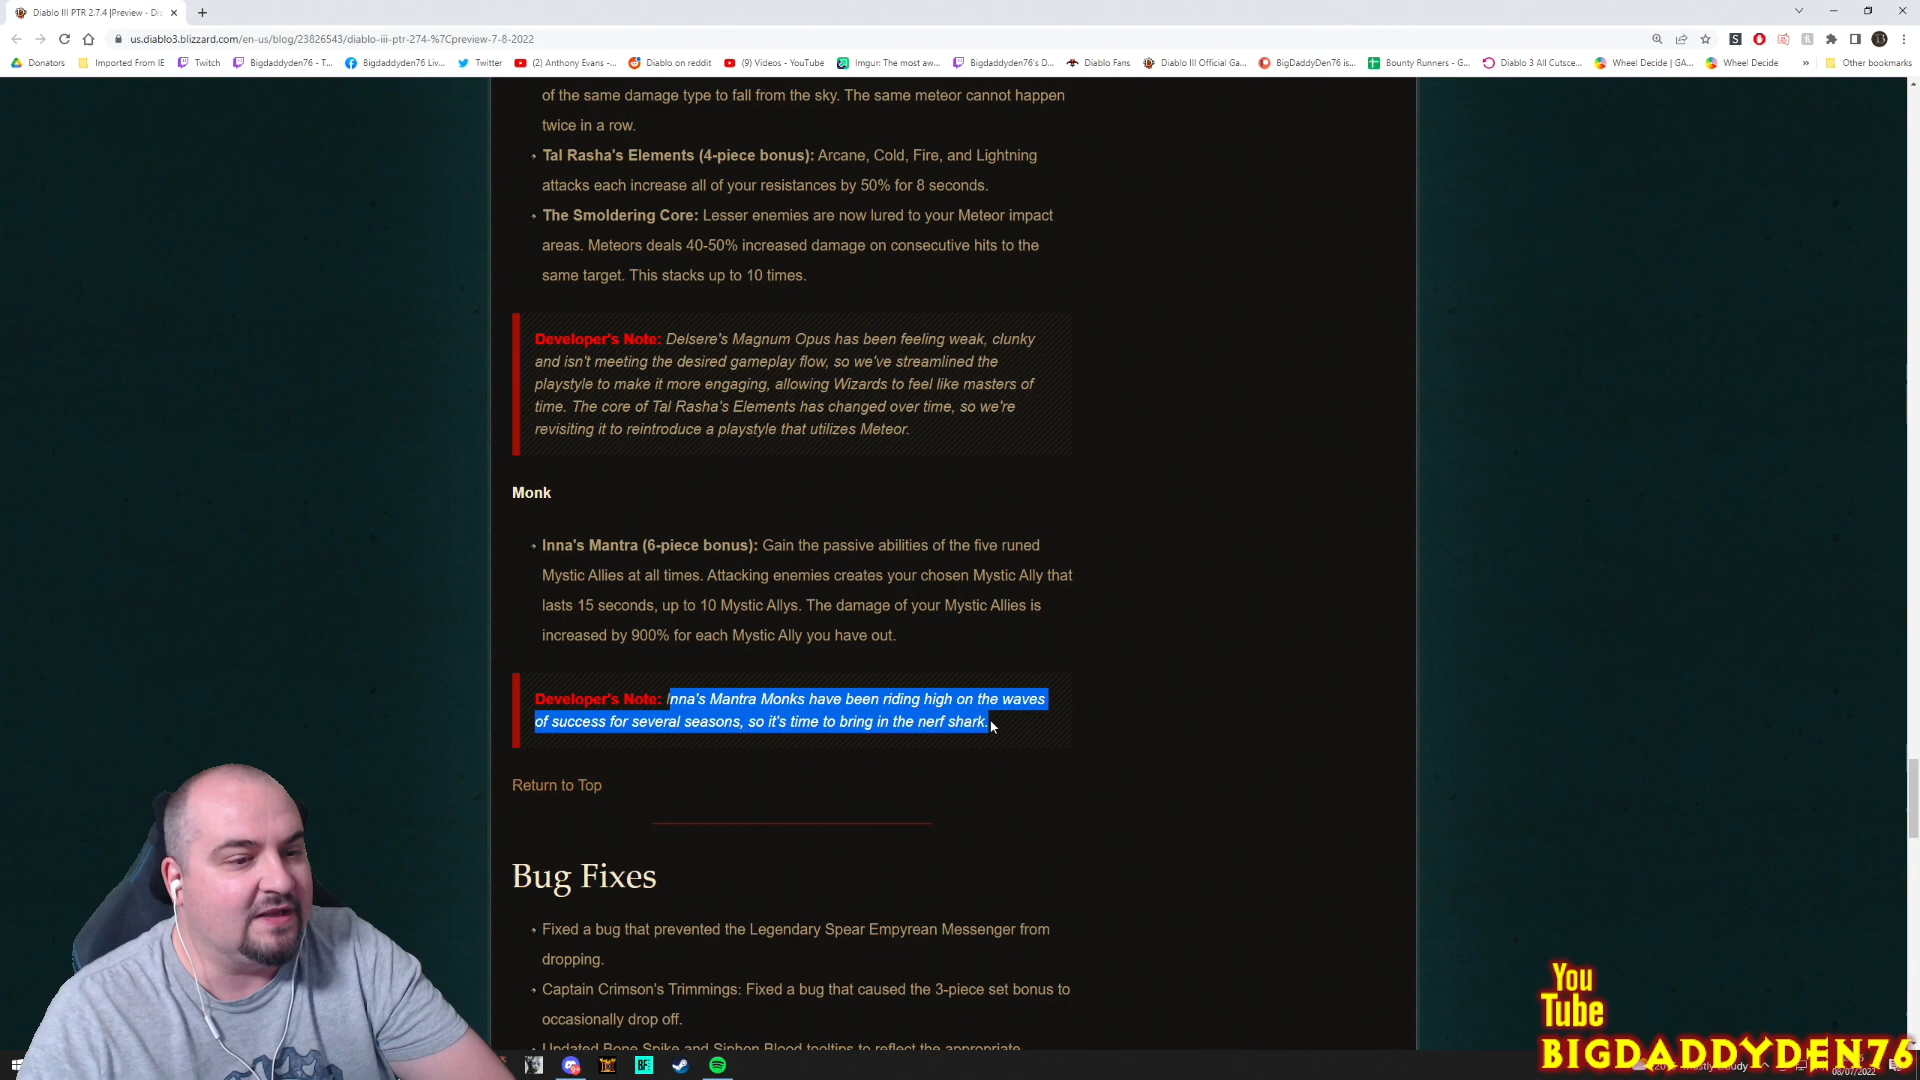 Diablo III PTR 2.7.4 |Preview - Di
us.diablo3.blizzard.com/en-us/blog/23826543/diablo-iii-ptr-274-%7Cpreview-7-8-2022
Donators Imported From IE Twitch Bigdaddyden76 - T... Bigdaddyden76 Liv... Twitter (2) Anthony Evans -... Diablo on reddit (9) Videos - YouTube Imgur: The most aw... Bigdaddyden76's D... Diablo Fans Diablo III Official Ga... BigDaddyDen76 is... Bounty Runners - G... Diablo 3 All Cutsce... Wheel Decide | GA... Wheel Decide » Other bookmarks
of the same damage type to fall from the sky. The same meteor cannot happen
twice in a row.
Tal Rasha's Elements (4-piece bonus): Arcane, Cold, Fire, and Lightning
attacks each increase all of your resistances by 50% for 8 seconds.
The Smoldering Core: Lesser enemies are now lured to your Meteor impact
areas. Meteors deals 40-50% increased damage on consecutive hits to the
same target. This stacks up to 10 times.
Developer's Note: Delsere's Magnum Opus has been feeling weak, clunky
and isn't meeting the desired gameplay flow, so we've streamlined the
playstyle to make it more engaging, allowing Wizards to feel like masters of
time. The core of Tal Rasha's Elements has changed over time, so we're
revisiting it to reintroduce a playstyle that utilizes Meteor.
Monk
Inna's Mantra (6-piece bonus): Gain the passive abilities of the five runed
Mystic Allies at all times. Attacking enemies creates your chosen Mystic Ally that
lasts 15 seconds, up to 10 Mystic Allys. The damage of your Mystic Allies is
increased by 900% for each Mystic Ally you have out.
Developer's Note: Inna's Mantra Monks have been riding high on the waves
of success for several seasons, so it's time to bring in the nerf shark.
Return to Top
Bug Fixes
Fixed a bug that prevented the Legendary Spear Empyrean Messenger from
dropping.
Captain Crimson's Trimmings: Fixed a bug that caused the 3-piece set bonus to
occasionally drop off.
Updated Bone Spike and Siphon Blood tooltips to reflect the appropriate
You
Tube
BIGDADDYDEN76
08/07/2022